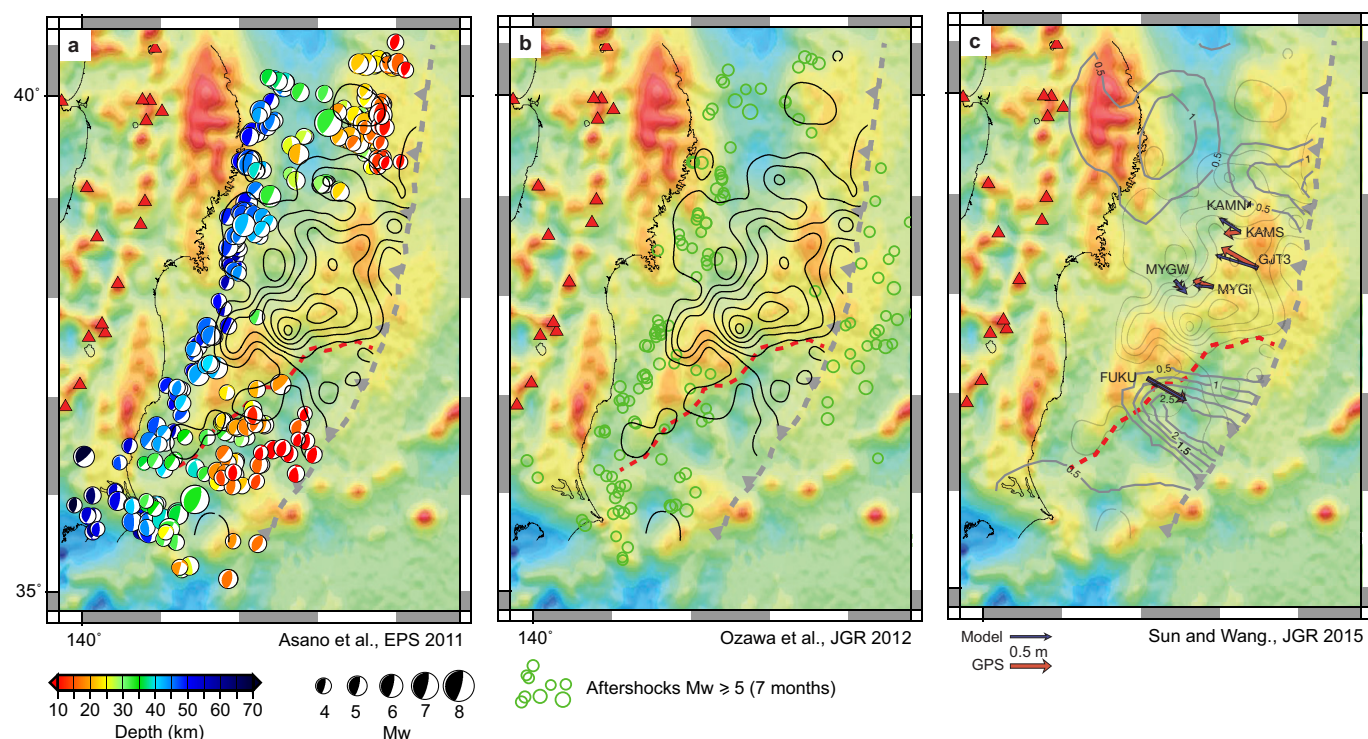 a
b
c
40°
35°
140°
140°
0.5
1
0.5
1
0.5
KAMN
KAMS
GJT3
MYGW
MYGI
FUKU
0.5
1
2.5
2
1.5
0.5
Asano et al., EPS 2011
Ozawa et al., JGR 2012
Sun and Wang., JGR 2015
Model
0.5 m
GPS
10 20 30 40 50 60 70
Depth (km)
4 5 6 7 8
Mw
Aftershocks Mw ⩾ 5 (7 months)